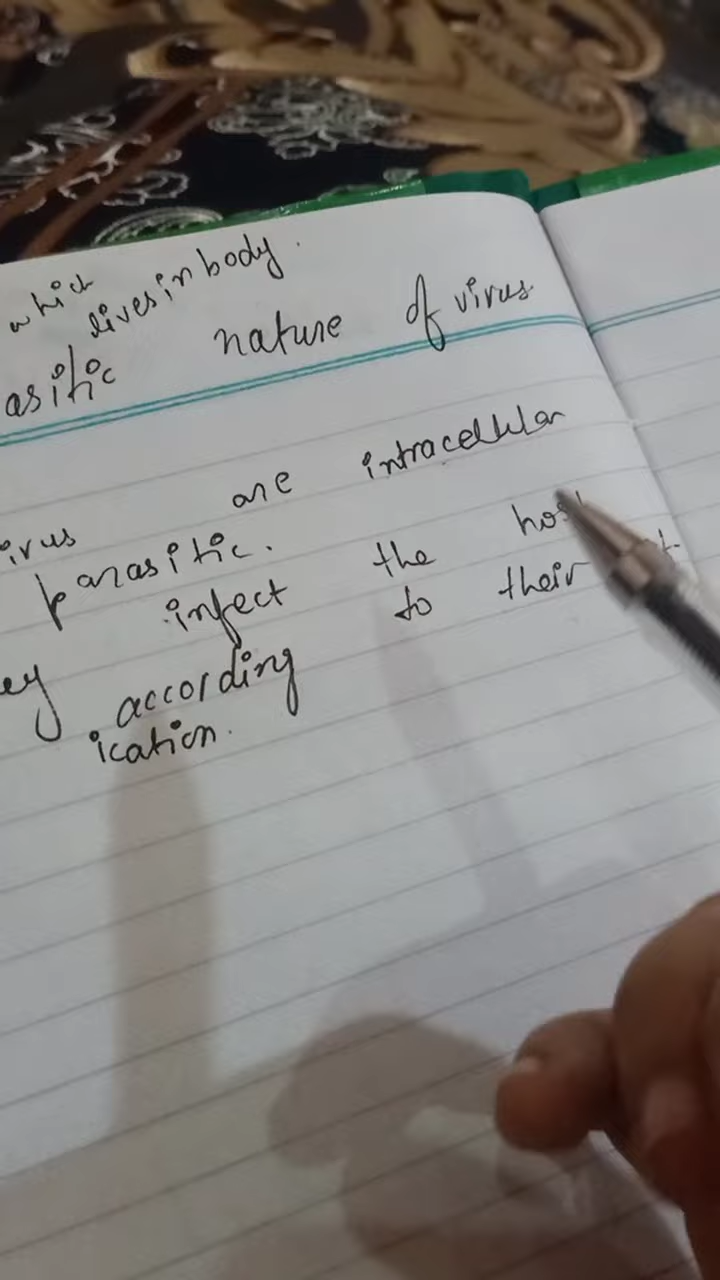 which
lives in body.
asitic nature of virus
irus are intracellular
parasitic.
ey infect the host
according to their
ication.